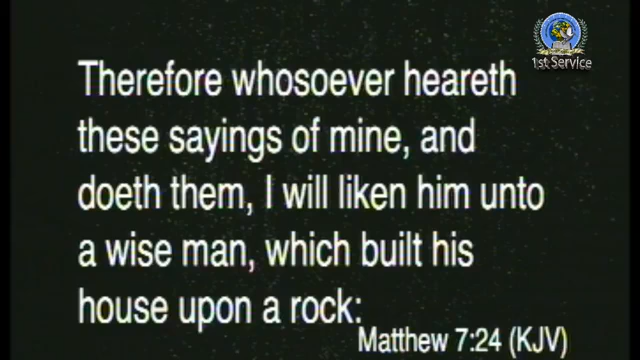 1st Service
Therefore whosoever heareth
these sayings of mine, and
doeth them, I will liken him unto
a wise man, which built his
house upon a rock:
Matthew 7:24 (KJV)